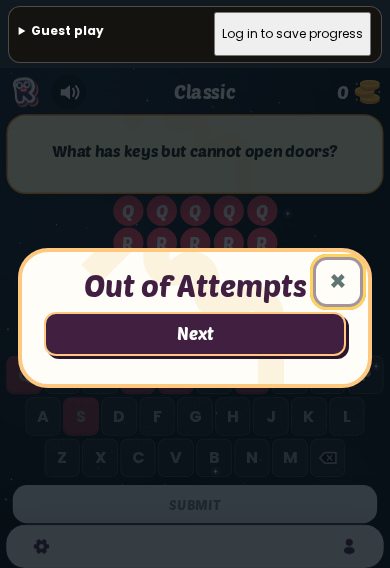 Guest play
Log in to save progress
R
Classic
0
What has keys but cannot open doors?
Q Q Q Q Q
R R R R R
Out of Attempts
Next
A S D F G H J K L
Z X C V B N M
SUBMIT